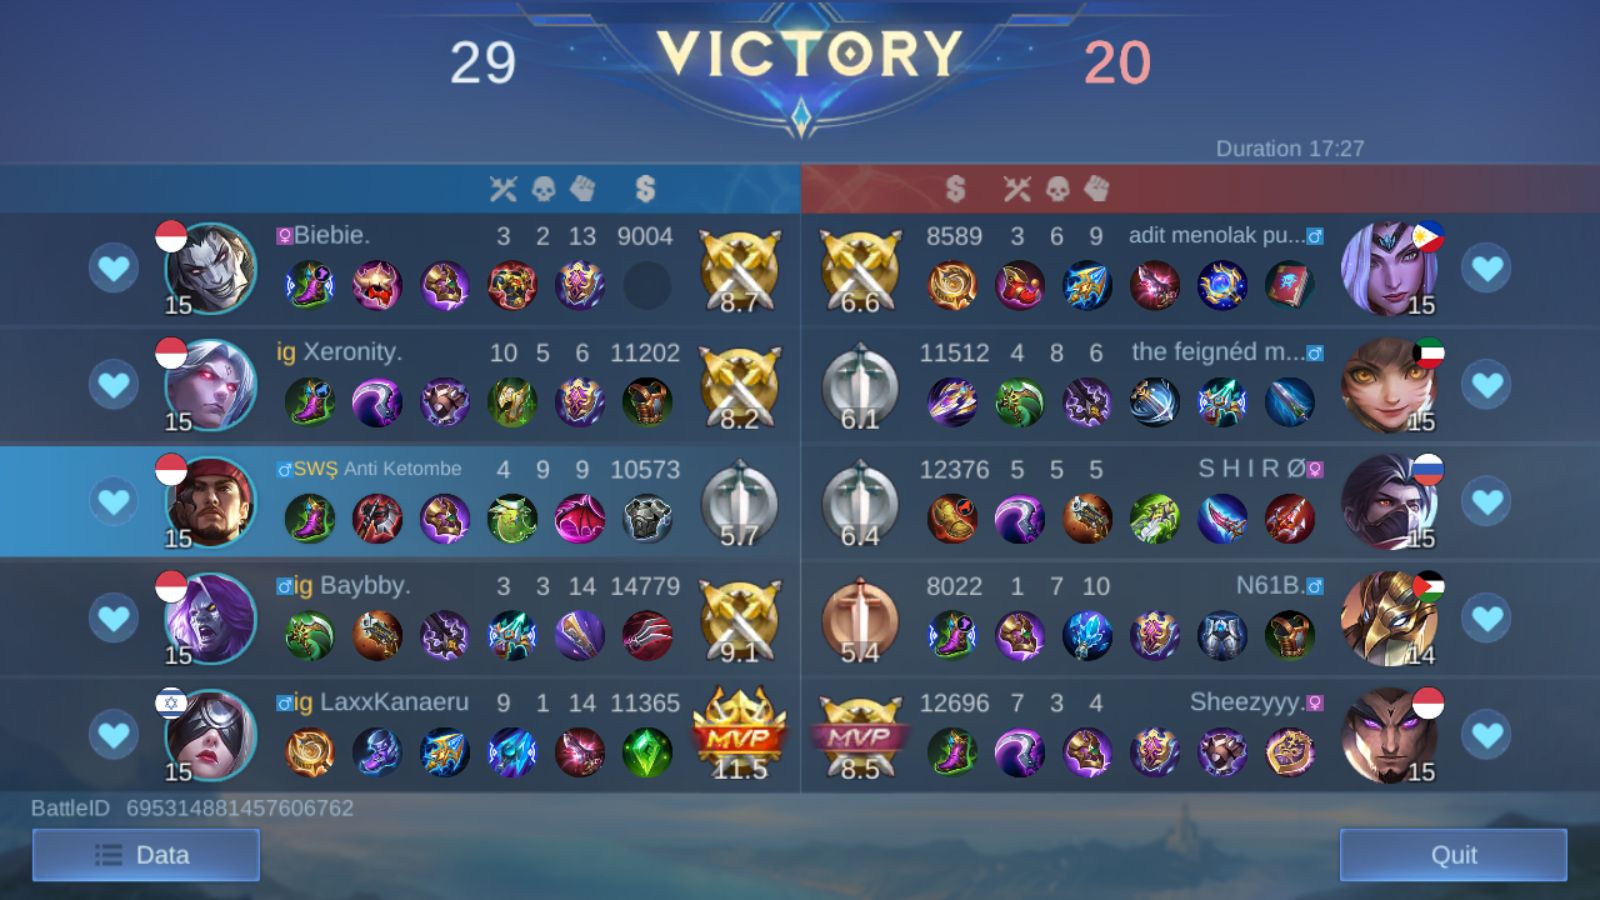 29 VICTORY 20
Duration 17:27
Biebie. 3 2 13 9004
15 8.7
8589 3 6 9 adit menolak pu...
6.6 15
ig Xeronity. 10 5 6 11202
15 8.2
11512 4 8 6 the feignéd m...
6.1 15
SWŞ Anti Ketombe 4 9 9 10573
15 5.7
12376 5 5 5 S H I R Ø
6.4 15
ig Baybby. 3 3 14 14779
15 9.1
8022 1 7 10 N61B.
5.4 14
ig LaxxKanaeru 9 1 14 11365
15 MVP 11.5
12696 7 3 4 Sheezyyy.
MVP 8.5 15
BattleID 695314881457606762
Data
Quit